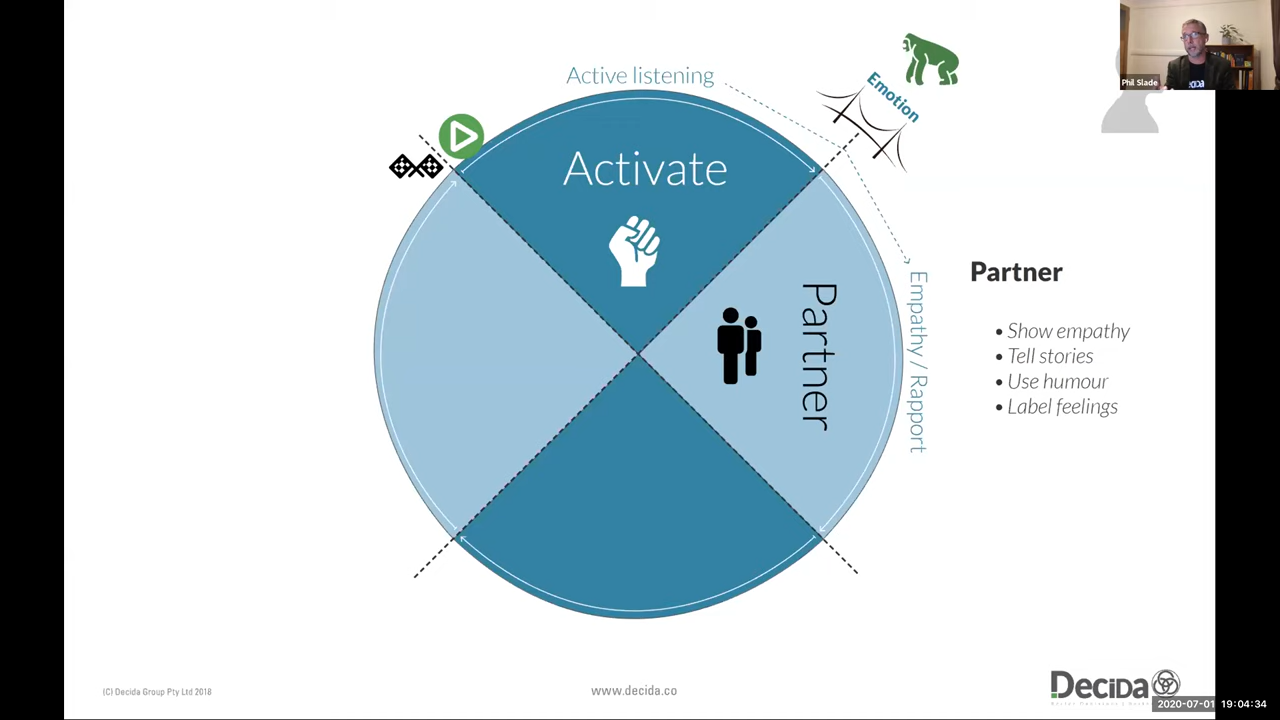 Active listening
Emotion
Phil Slade
Activate
Partner
Empathy / Rapport
Partner
• Show empathy
• Tell stories
• Use humour
• Label feelings
(C) Decida Group Pty Ltd 2018
www.decida.co
Decida
2020-07-01 19:04:34